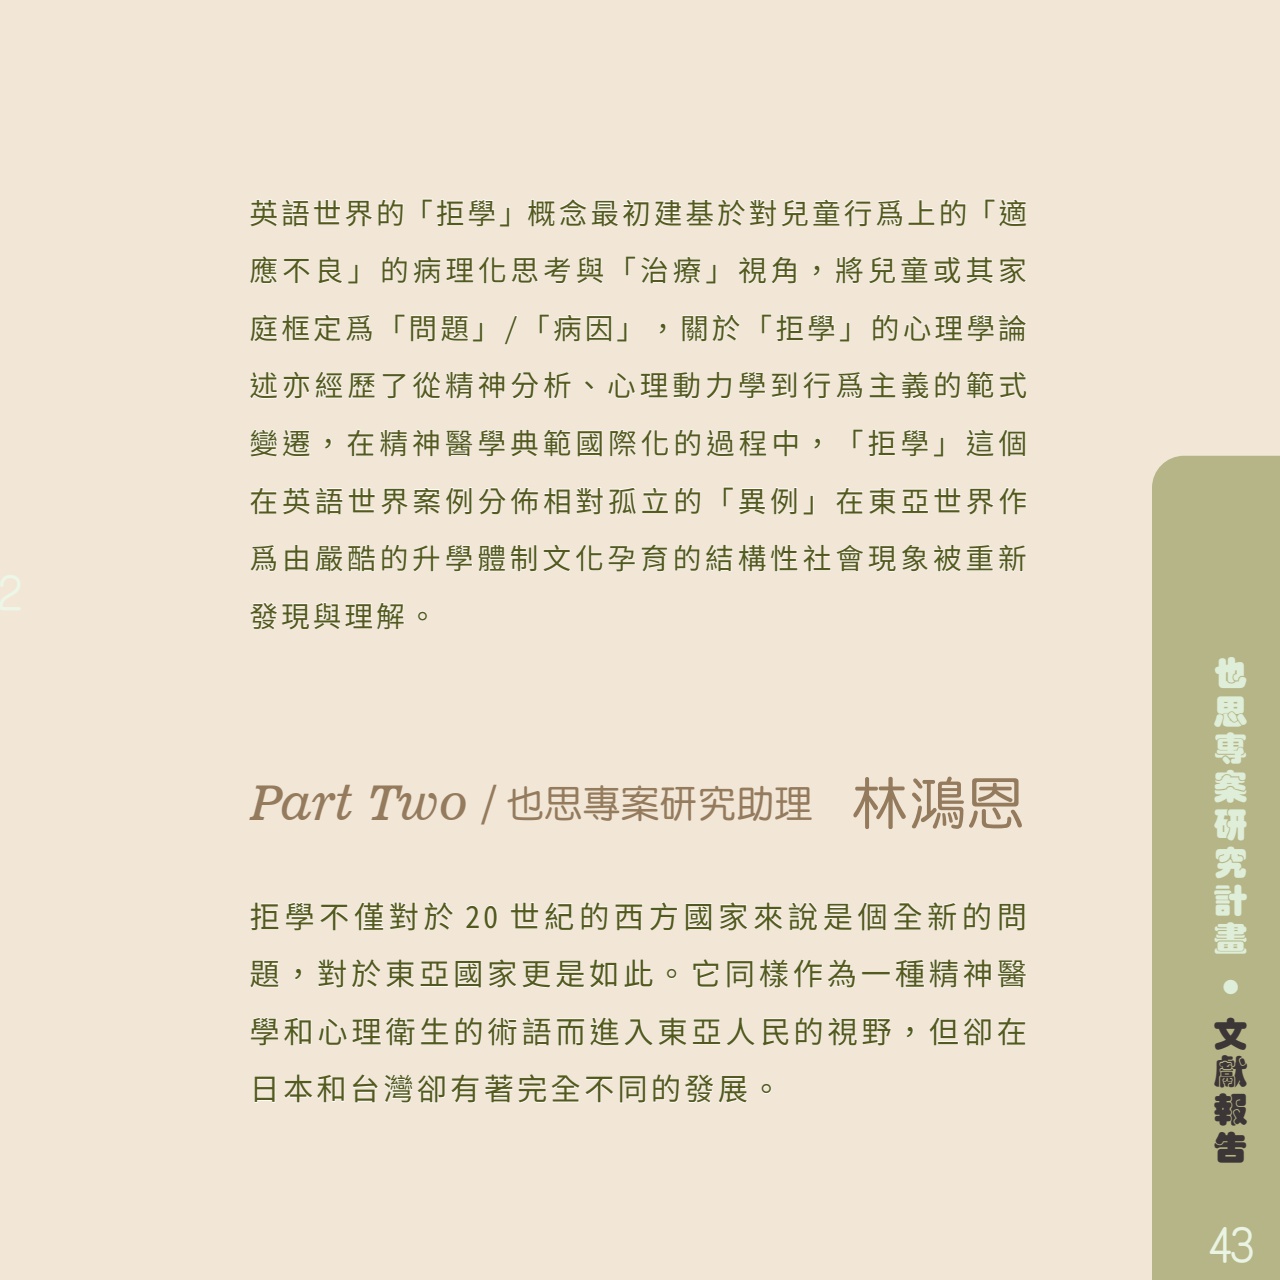 英語世界的「拒學」概念最初建基於對兒童行爲上的「適
應不良」的病理化思考與「治療」視角，將兒童或其家
庭框定爲「問題」/「病因」，關於「拒學」的心理學論
述亦經歷了從精神分析、心理動力學到行爲主義的範式
變遷，在精神醫學典範國際化的過程中，「拒學」這個
在英語世界案例分佈相對孤立的「異例」在東亞世界作
爲由嚴酷的升學體制文化孕育的結構性社會現象被重新
發現與理解。
Part Two / 也思專案研究助理 林鴻恩
拒學不僅對於 20 世紀的西方國家來說是個全新的問
題，對於東亞國家更是如此。它同樣作為一種精神醫
學和心理衛生的術語而進入東亞人民的視野，但卻在
日本和台灣卻有著完全不同的發展。
2
也思專案研究計畫•文獻報告
43